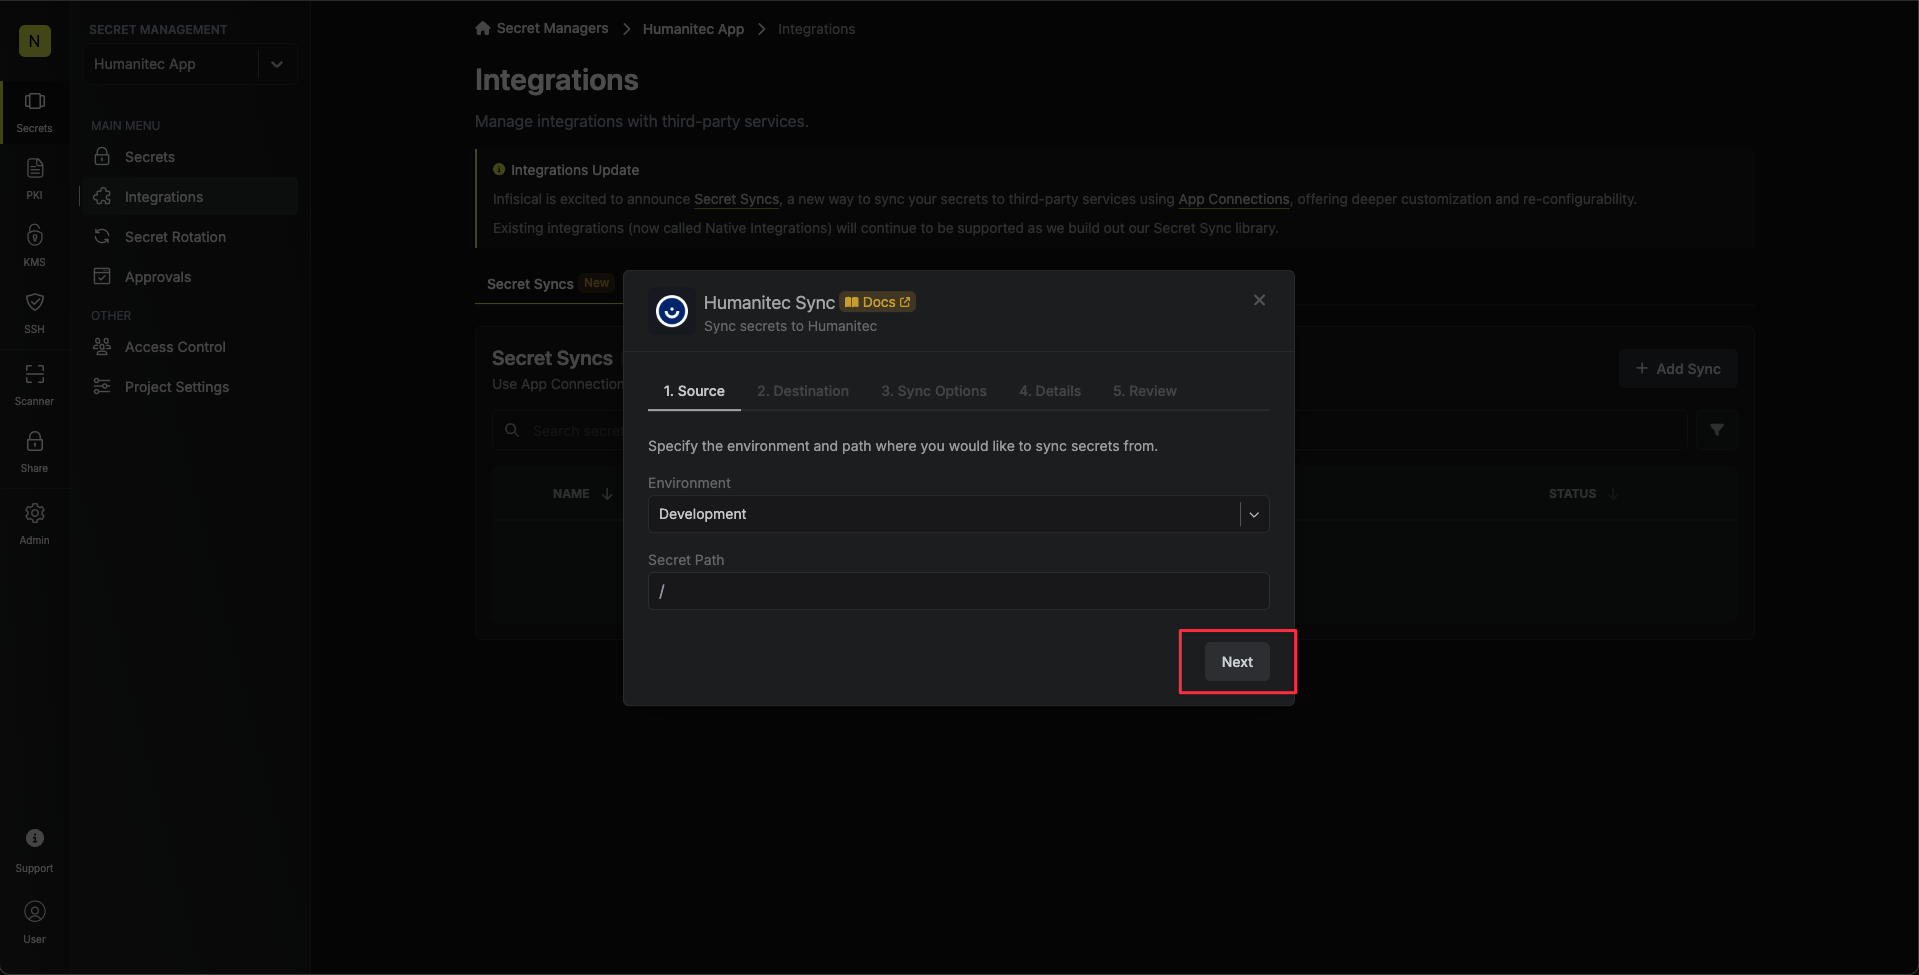 N
Secrets
PKI
KMS
SSH
Scanner
Share
Admin
Support
User
SECRET MANAGEMENT
Humanitec App
MAIN MENU
Secrets
Integrations
Secret Rotation
Approvals
OTHER
Access Control
Project Settings
Secret Managers > Humanitec App > Integrations
Integrations
Manage integrations with third-party services.
Integrations Update
Infisical is excited to announce Secret Syncs, a new way to sync your secrets to third-party services using App Connections, offering deeper customization and re-configurability.
Existing integrations (now called Native Integrations) will continue to be supported as we build out our Secret Sync library.
Secret Syncs New
Secret Syncs
Use App Connection
+ Add Sync
Search secret
NAME
STATUS
Humanitec Sync Docs
Sync secrets to Humanitec
1. Source 2. Destination 3. Sync Options 4. Details 5. Review
Specify the environment and path where you would like to sync secrets from.
Environment
Development
Secret Path
/
Next